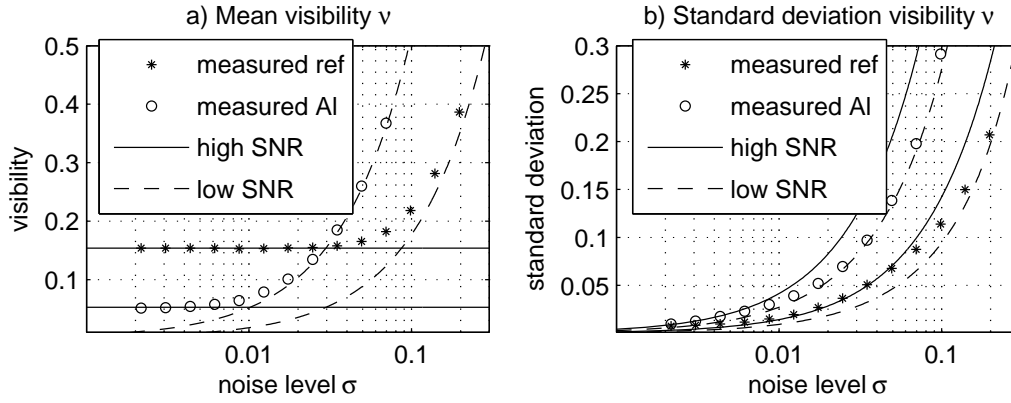 a) Mean visibility ν
0.5
0.4
0.3
0.2
0.1
visibility
measured ref
measured Al
high SNR
low SNR
0.01
0.1
noise level σ
b) Standard deviation visibility ν
0.3
0.25
0.2
0.15
0.1
0.05
standard deviation
measured ref
measured Al
high SNR
low SNR
0.01
0.1
noise level σ